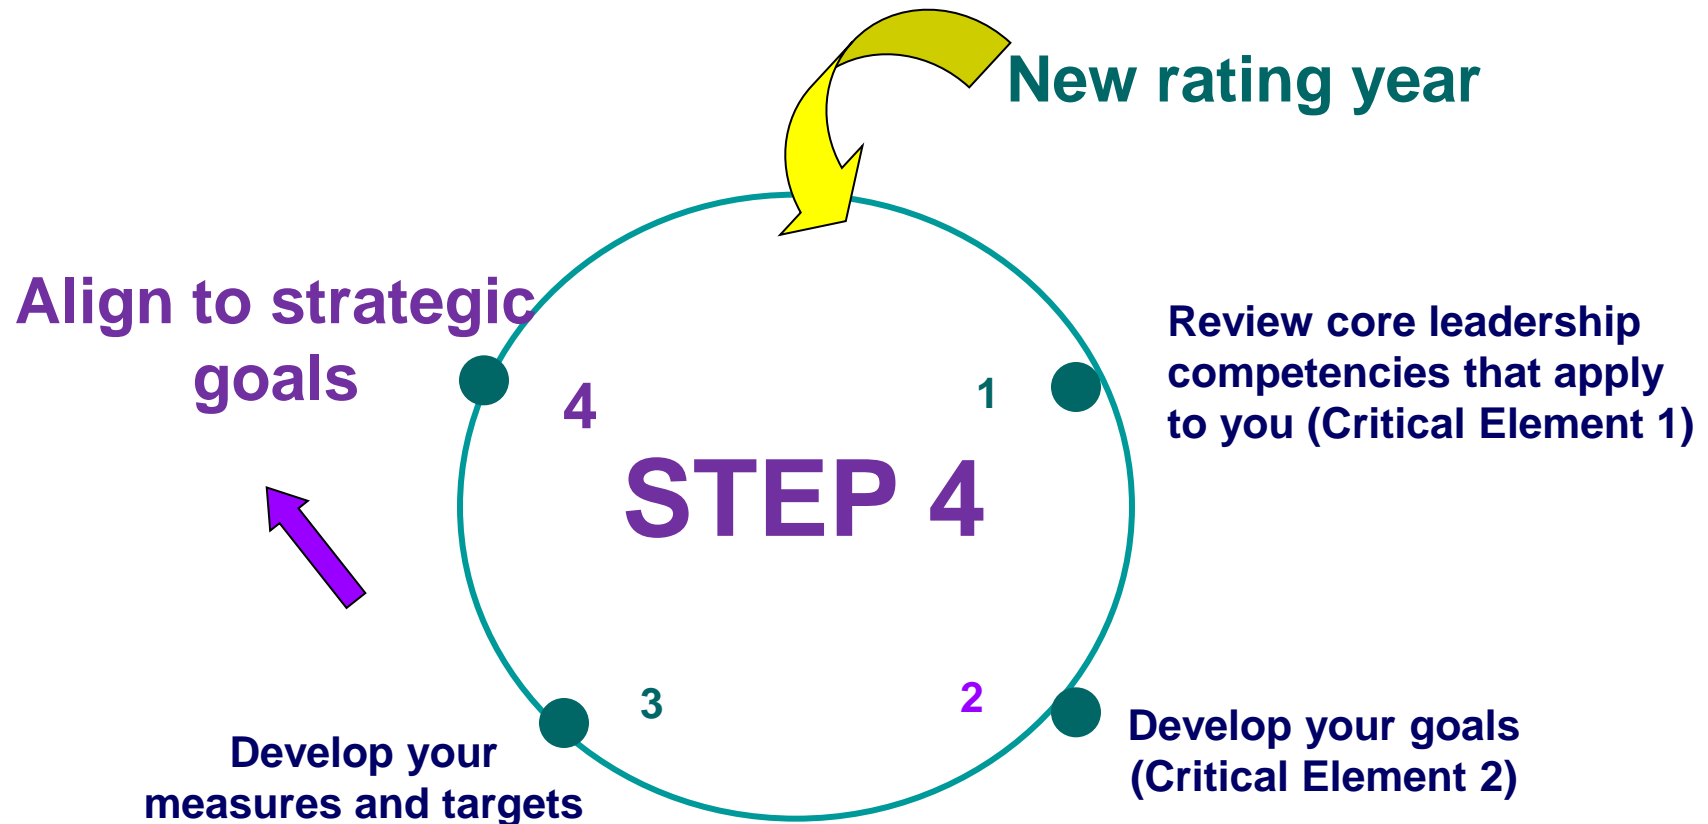 New rating year
Align to strategic
goals
Review core leadership
competencies that apply
to you (Critical Element 1)
4
1
STEP 4
3
2
Develop your goals
(Critical Element 2)
Develop your
measures and targets